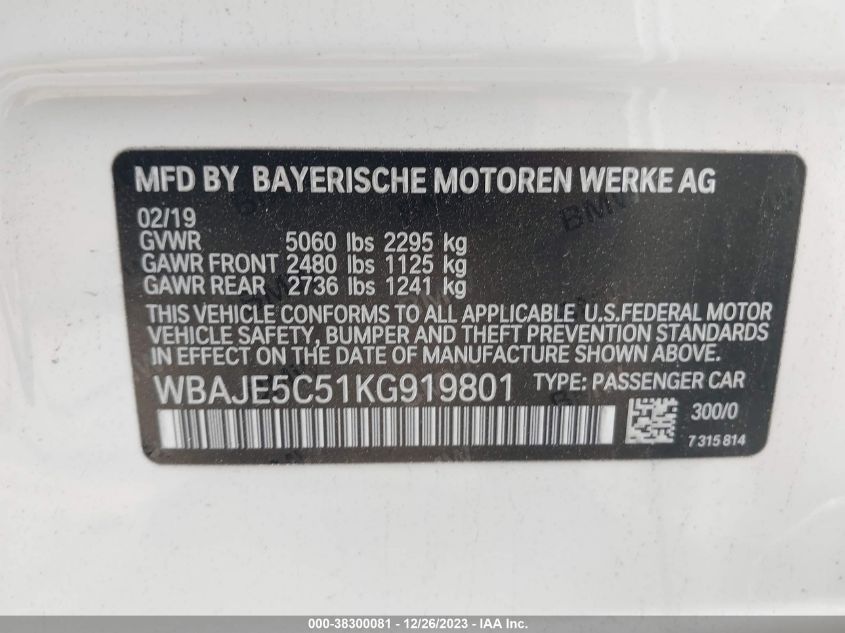 MFD BY BAYERISCHE MOTOREN WERKE AG
02/19
GVWR 5060 lbs 2295 kg
GAWR FRONT 2480 lbs 1125 kg
GAWR REAR 2736 lbs 1241 kg
THIS VEHICLE CONFORMS TO ALL APPLICABLE U.S.FEDERAL MOTOR
VEHICLE SAFETY, BUMPER AND THEFT PREVENTION STANDARDS
IN EFFECT ON THE DATE OF MANUFACTURE SHOWN ABOVE.
WBAJE5C51KG919801 TYPE: PASSENGER CAR
300/0
7 315 814
000-38300081 - 12/26/2023 - IAA Inc.